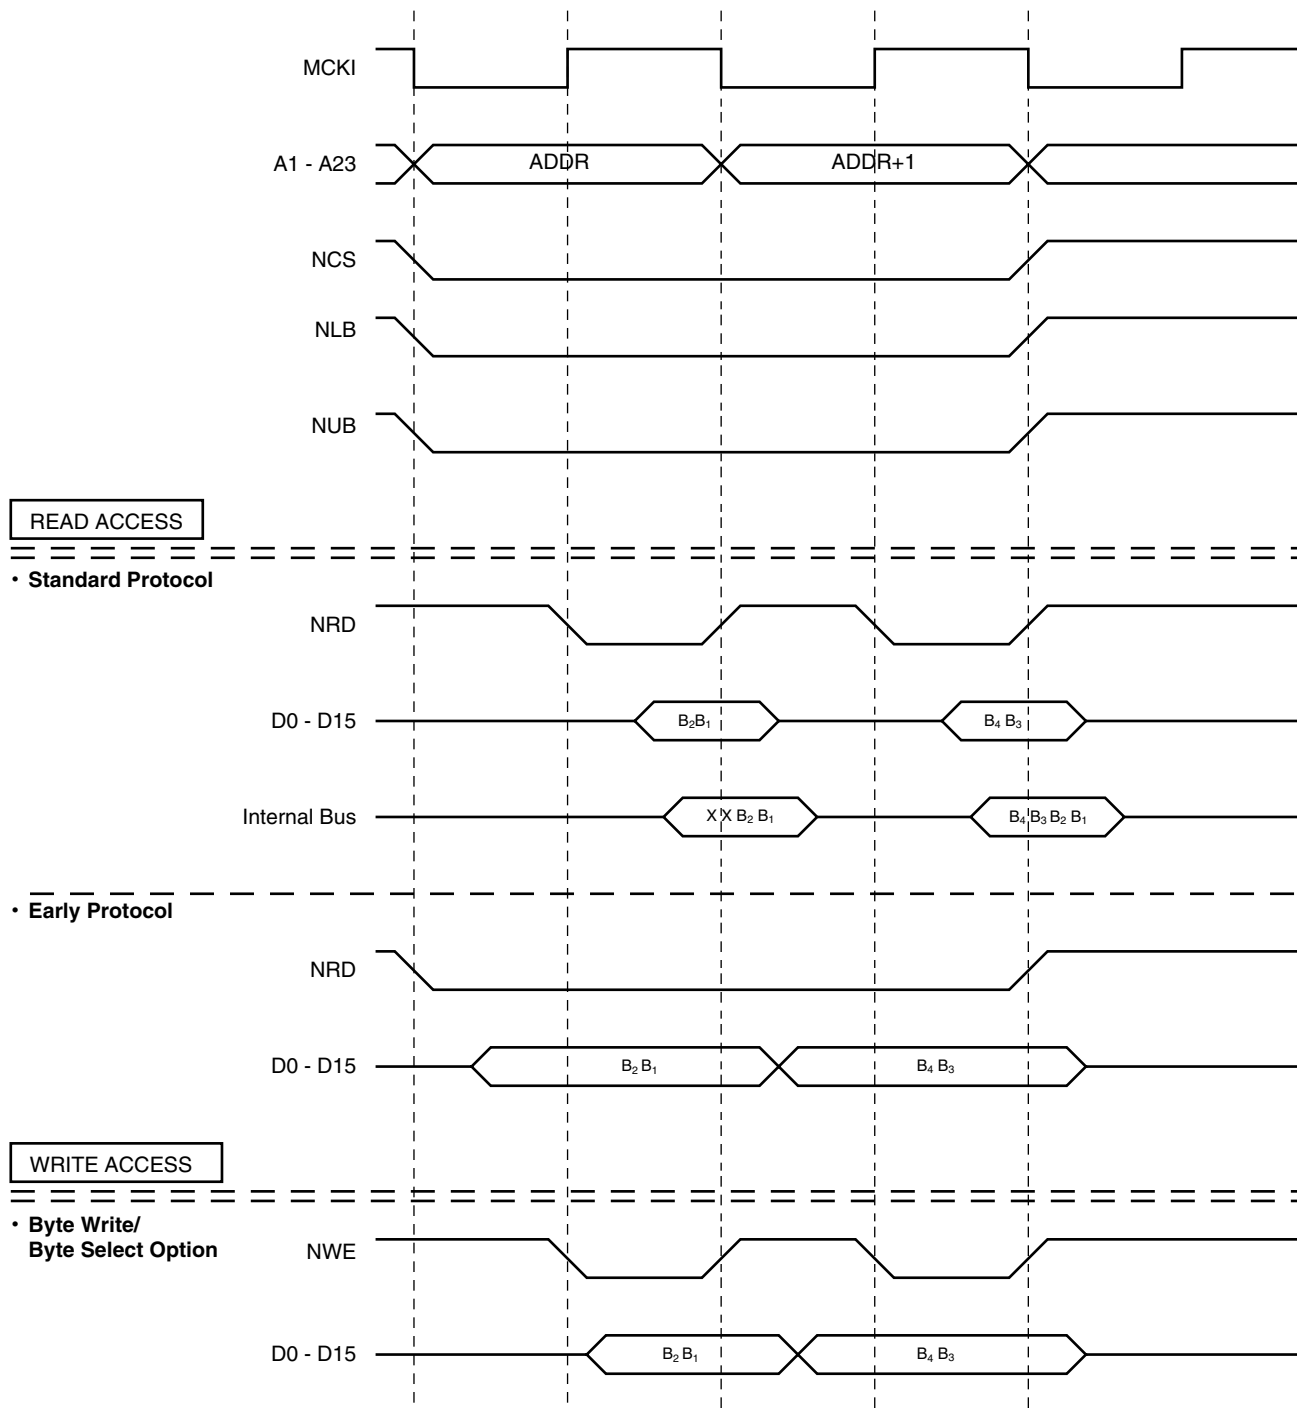 MCKI
A1 - A23 ADDR ADDR+1
NCS
NLB
NUB
READ ACCESS
• Standard Protocol
NRD
D0 - D15 B₂B₁ B₄ B₃
Internal Bus X X B₂ B₁ B₄ B₃ B₂ B₁
• Early Protocol
NRD
D0 - D15 B₂ B₁ B₄ B₃
WRITE ACCESS
• Byte Write/
Byte Select Option NWE
D0 - D15 B₂ B₁ B₄ B₃